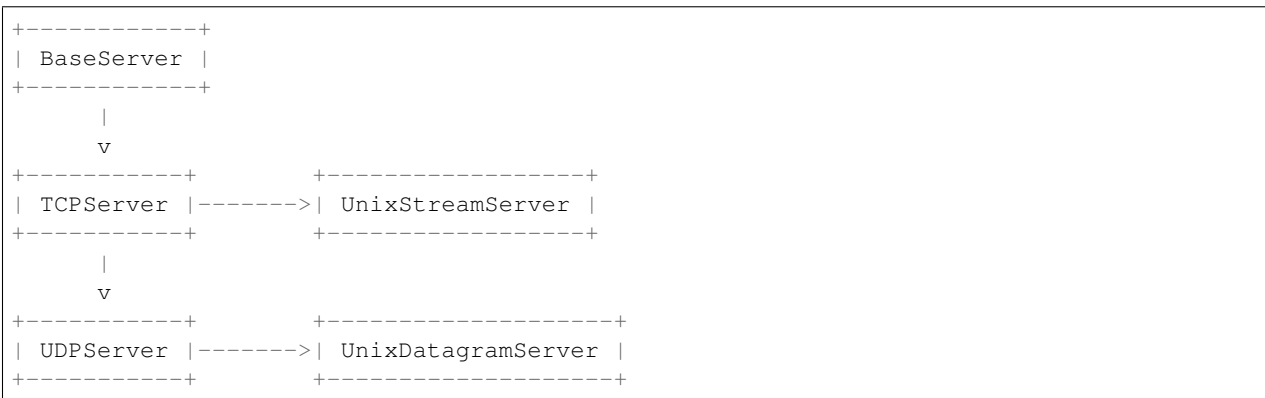 +------------+
| BaseServer |
+------------+
      |
      v
+-----------+        +------------------+
| TCPServer |------->| UnixStreamServer |
+-----------+        +------------------+
      |
      v
+-----------+        +--------------------+
| UDPServer |------->| UnixDatagramServer |
+-----------+        +--------------------+